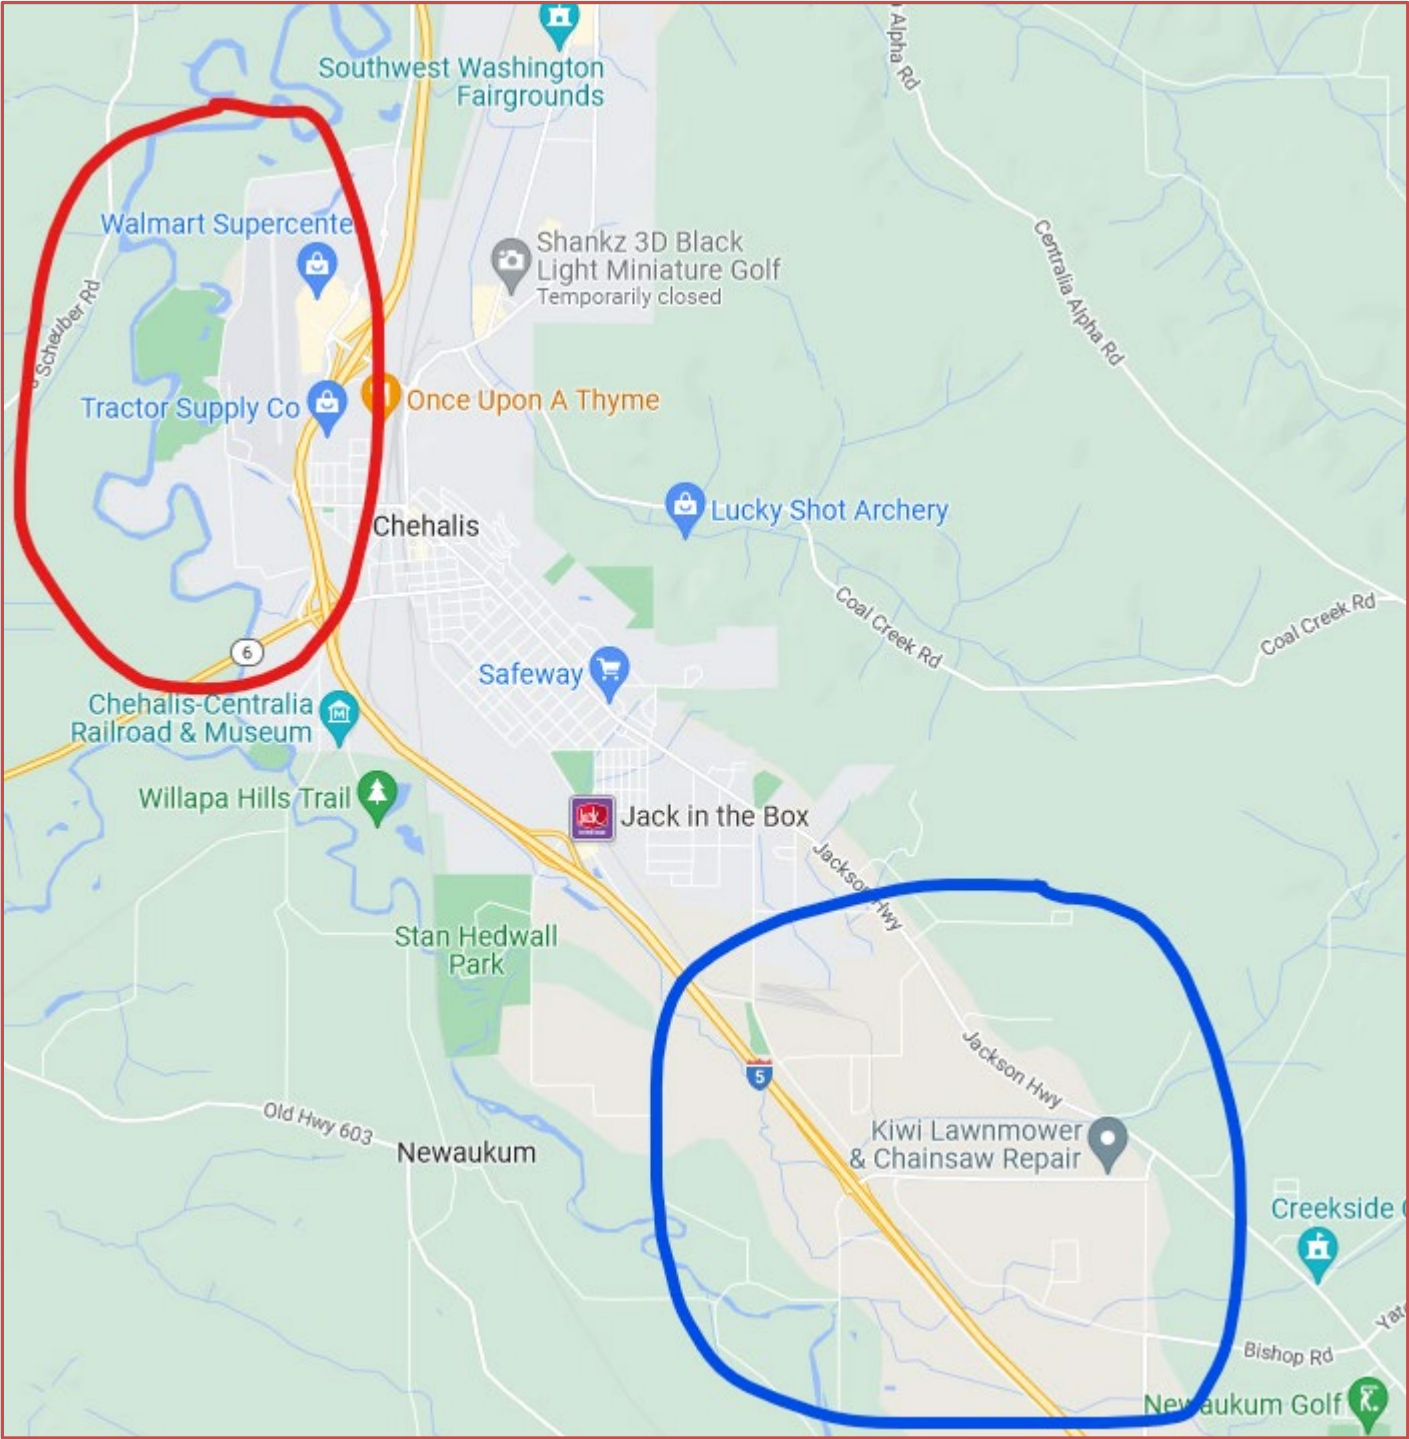 Southwest Washington
Fairgrounds
Alpha Rd
Walmart Supercente
Shankz 3D Black
Light Miniature Golf
Temporarily closed
Centralia Alpha Rd
Scheuber Rd
Tractor Supply Co
Once Upon A Thyme
Lucky Shot Archery
Chehalis
Coal Creek Rd
Coal Creek Rd
6
Safeway
Chehalis-Centralia
Railroad & Museum
Willapa Hills Trail
Jack in the Box
Jackson Hwy
Stan Hedwall
Park
5
Jackson Hwy
Old Hwy 603
Newaukum
Kiwi Lawnmower
& Chainsaw Repair
Creekside
Bishop Rd
Newaukum Golf